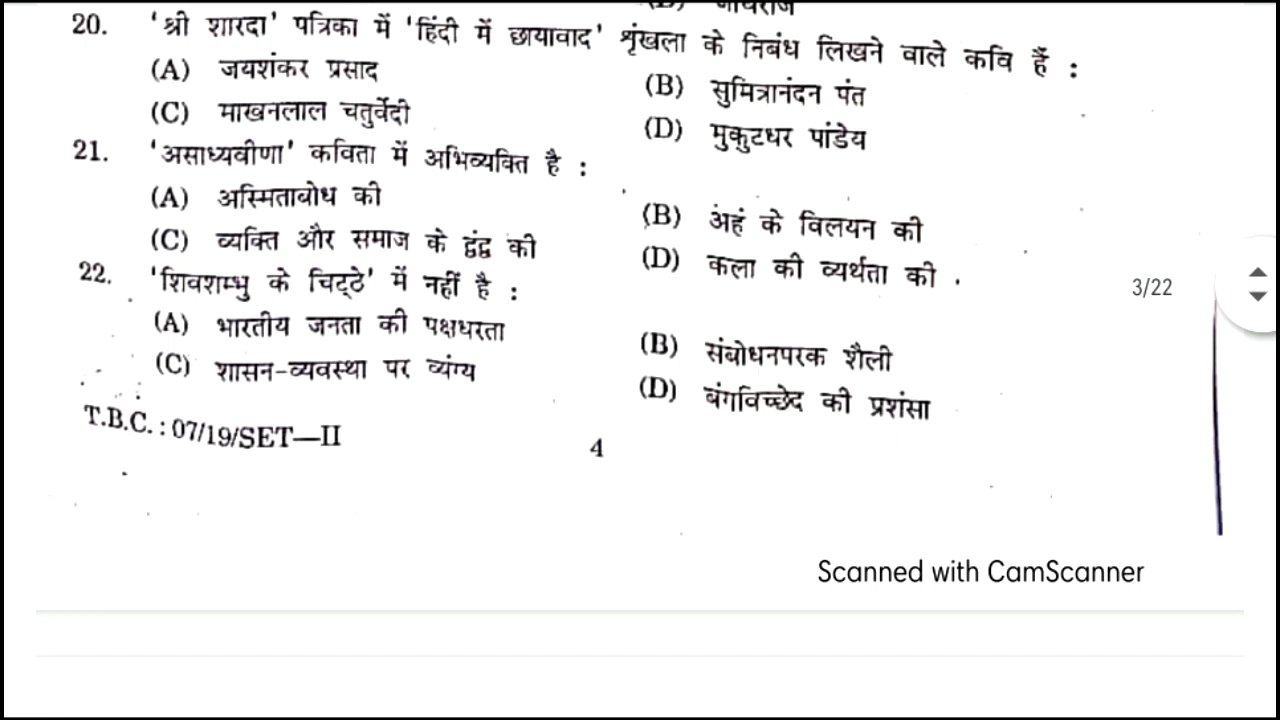 20. 'श्री शारदा' पत्रिका में 'हिंदी में छायावाद' शृंखला के निबंध लिखने वाले कवि हैं :
(A) जयशंकर प्रसाद
(B) सुमित्रानंदन पंत
(C) माखनलाल चतुर्वेदी
(D) मुकुटधर पांडेय
21. 'असाध्यवीणा' कविता में अभिव्यक्ति है :
(A) अस्मिताबोध की
(B) अंहं के विलयन की
(C) व्यक्ति और समाज के द्वंद्व की
(D) कला की व्यर्थता की .
22. 'शिवशम्भु के चिट्ठे' में नहीं है :
(A) भारतीय जनता की पक्षधरता
(B) संबोधनपरक शैली
(C) शासन-व्यवस्था पर व्यंग्य
(D) बंगविच्छेद की प्रशंसा
3/22
T.B.C. : 07/19/SET—II
4
Scanned with CamScanner